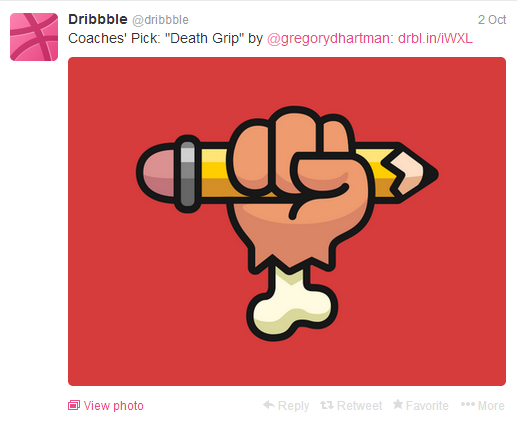 Dribbble @dribbble 2 Oct
Coaches' Pick: "Death Grip" by @gregorydhartman: drbl.in/iWXL
View photo Reply Retweet Favorite More